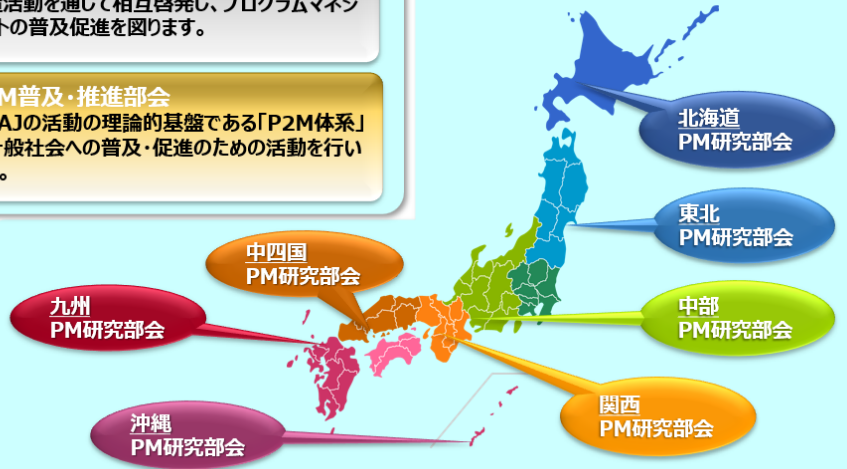 活動を通して相互啓発し、プログラムマネジ
トの普及促進を図ります。
M普及・推進部会
AJの活動の理論的基盤である「P2M体系」
般社会への普及・促進のための活動を行い
。
北海道
PM研究部会
東北
PM研究部会
中四国
PM研究部会
九州
PM研究部会
中部
PM研究部会
関西
PM研究部会
沖縄
PM研究部会